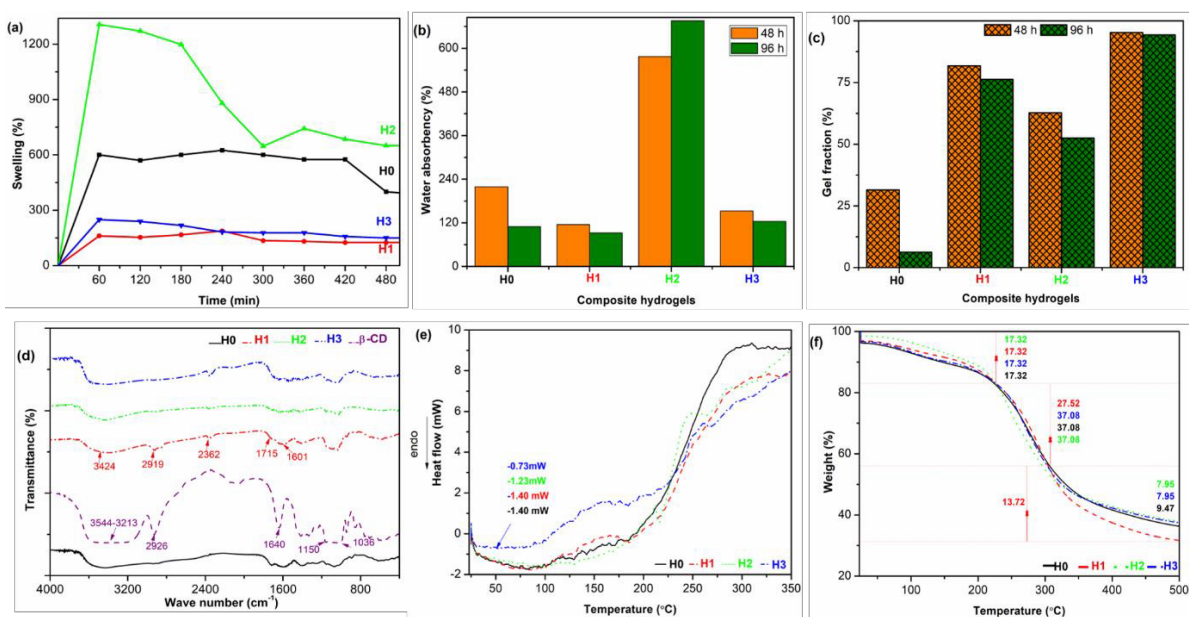 (a)
1200
900
600
300
0
Swelling (%)
H2
H0
H3
H1
60 120 180 240 300 360 420 480
Time (min)
(b)
48 h
96 h
600
480
360
240
120
0
Water absorbency (%)
H0 H1 H2 H3
Composite hydrogels
(c)
48 h 96 h
100
75
50
25
0
Gel fraction (%)
H0 H1 H2 H3
Composite hydrogels
(d)
H0 H1 H2 H3 β-CD
Transmittance (%)
3424 2919 2362 1715 1601
3544-3213 2926 1640 1150 1036
4000 3200 2400 1600 800
Wave number (cm-1)
(e)
10
8
6
4
2
0
-2
endo
Heat flow (mW)
-0.73mW
-1.23mW
-1.40 mW
-1.40 mW
H0 H1 H2 H3
50 100 150 200 250 300 350
Temperature (°C)
(f)
100
80
60
40
20
Weight (%)
17.32
17.32
17.32
17.32
27.52
37.08
37.08
37.08
13.72
7.95
7.95
9.47
H0 H1 H2 H3
0 100 200 300 400 500
Temperature (°C)